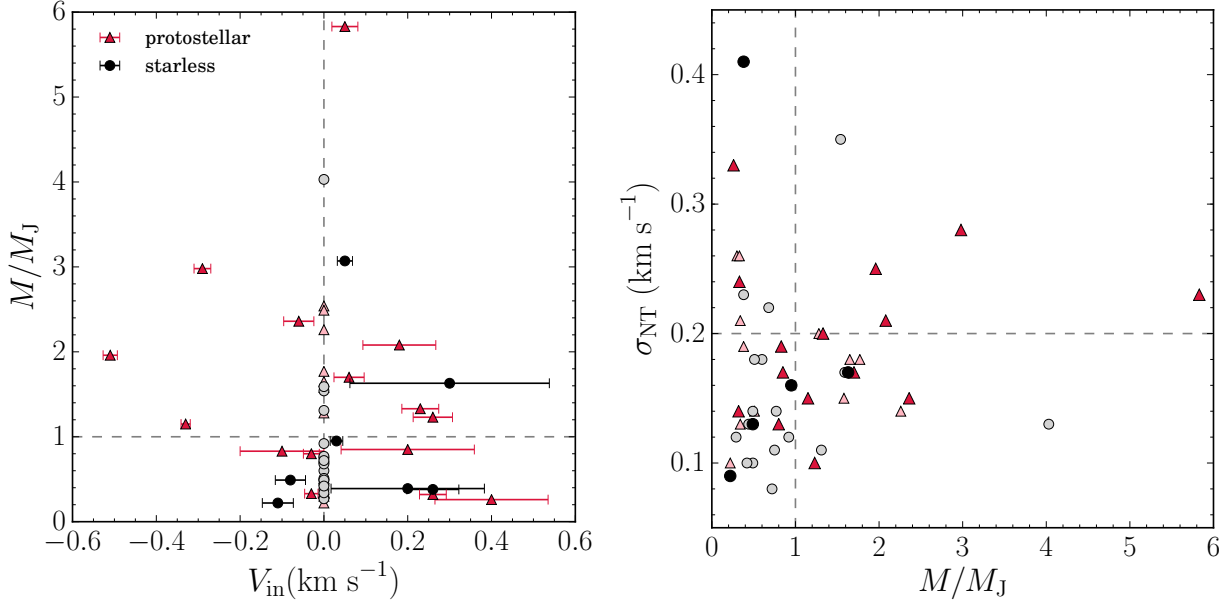 6
5
4
3
2
1
0
M/M_J
protostellar
starless
−0.6 −0.4 −0.2 0.0 0.2 0.4 0.6
V_in(km s⁻¹)
0.4
0.3
0.2
0.1
σ_NT (km s⁻¹)
0 1 2 3 4 5 6
M/M_J